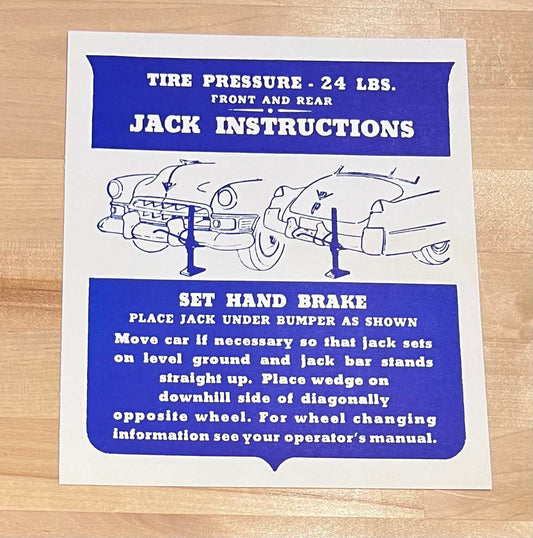 TIRE PRESSURE - 24 LBS.
FRONT AND REAR
JACK INSTRUCTIONS
SET HAND BRAKE
PLACE JACK UNDER BUMPER AS SHOWN
Move car if necessary so that jack sets
on level ground and jack bar stands
straight up. Place wedge on
downhill side of diagonally
opposite wheel. For wheel changing
information see your operator's manual.